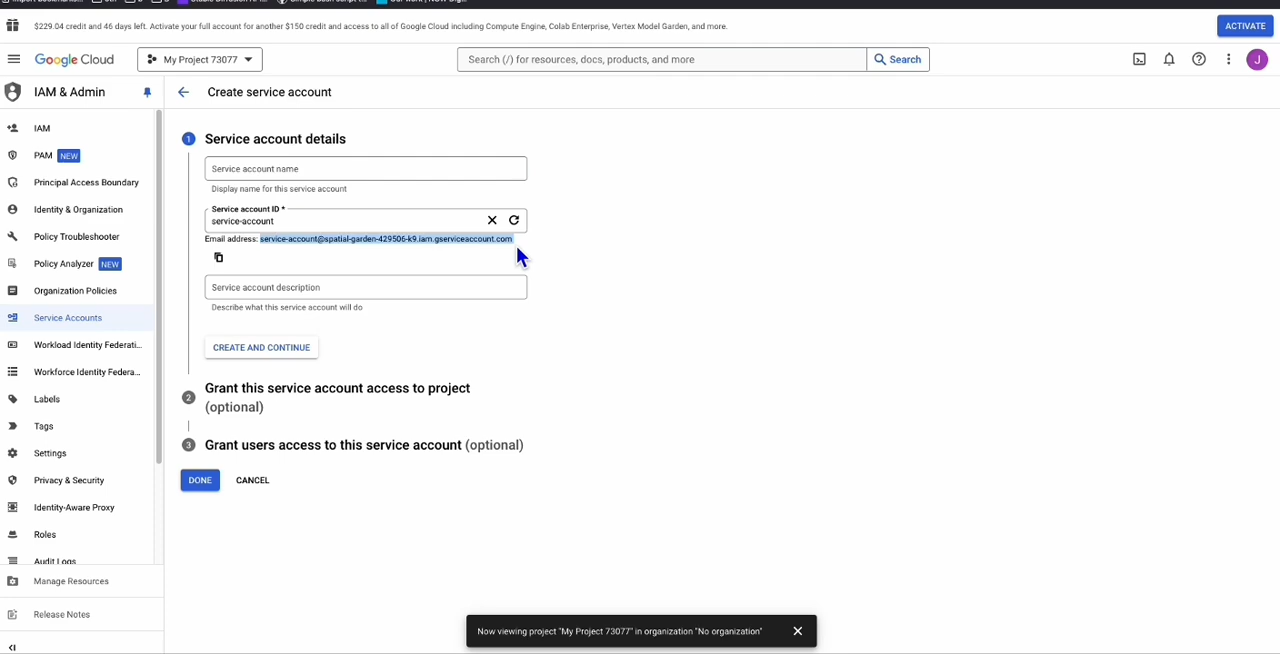 $229.04 credit and 46 days left. Activate your full account for another $150 credit and access to all of Google Cloud including Compute Engine, Colab Enterprise, Vertex Model Garden, and more.
ACTIVATE
Google Cloud
My Project 73077
Search (/) for resources, docs, products, and more
Search
J
IAM & Admin
Create service account
IAM
PAM NEW
Principal Access Boundary
Identity & Organization
Policy Troubleshooter
Policy Analyzer NEW
Organization Policies
Service Accounts
Workload Identity Federati...
Workforce Identity Federa...
Labels
Tags
Settings
Privacy & Security
Identity-Aware Proxy
Roles
Audit Logs
Manage Resources
Release Notes
1 Service account details
Service account name
Display name for this service account
Service account ID *
service-account
Email address: service-account@spatial-garden-429506-k9.iam.gserviceaccount.com
Service account description
Describe what this service account will do
CREATE AND CONTINUE
2 Grant this service account access to project
(optional)
3 Grant users access to this service account (optional)
DONE
CANCEL
Now viewing project "My Project 73077" in organization "No organization"